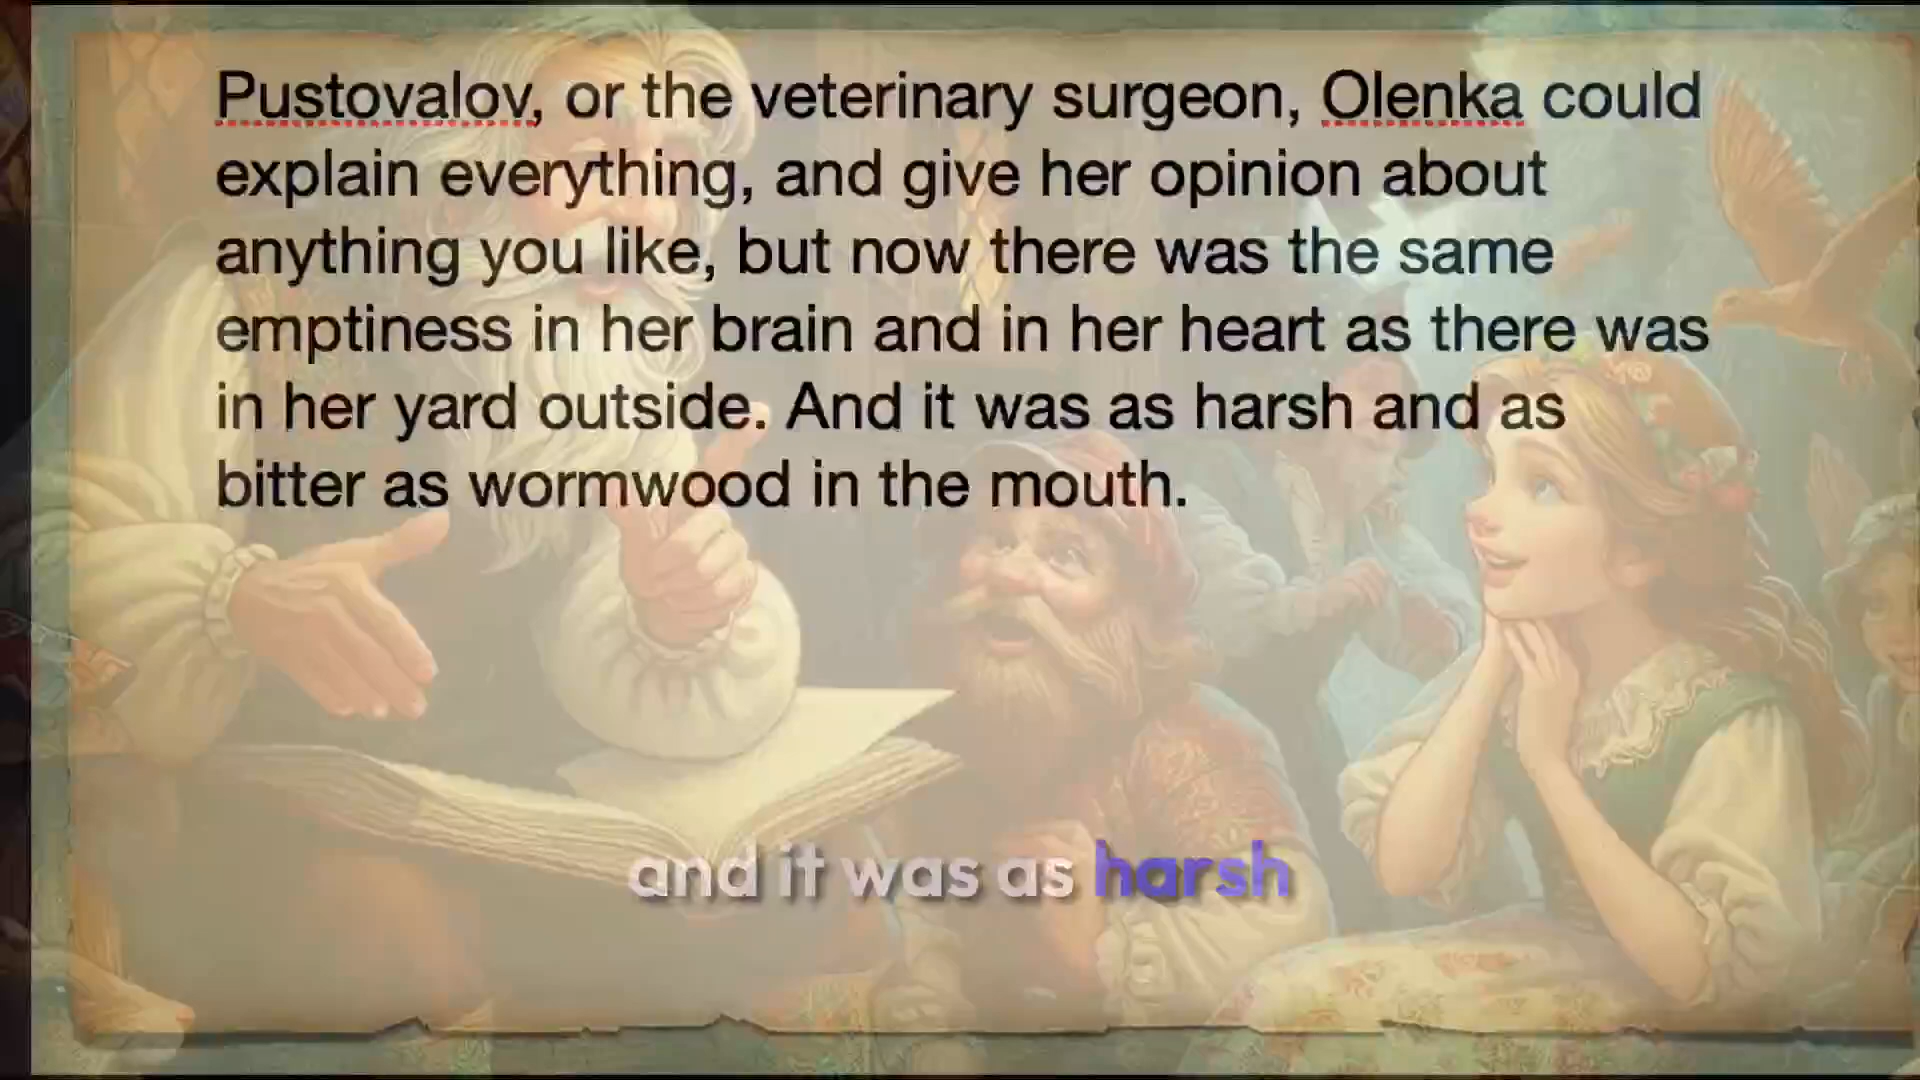 Pustovalov, or the veterinary surgeon, Olenka could
explain everything, and give her opinion about
anything you like, but now there was the same
emptiness in her brain and in her heart as there was
in her yard outside. And it was as harsh and as
bitter as wormwood in the mouth.
and it was as harsh